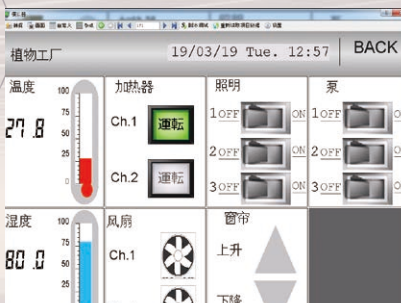 植物工厂 19/03/19 Tue. 12:57 BACK
温度 加热器 照明 泵
100
75
50
25
0
27.8
Ch.1 運転
Ch.2 運転
1 OFF ON
2 OFF ON
3 OFF ON
1 OFF
2 OFF
3 OFF
湿度 风扇 窗帘
100
75
50
25
80.0
Ch.1
上升
下降